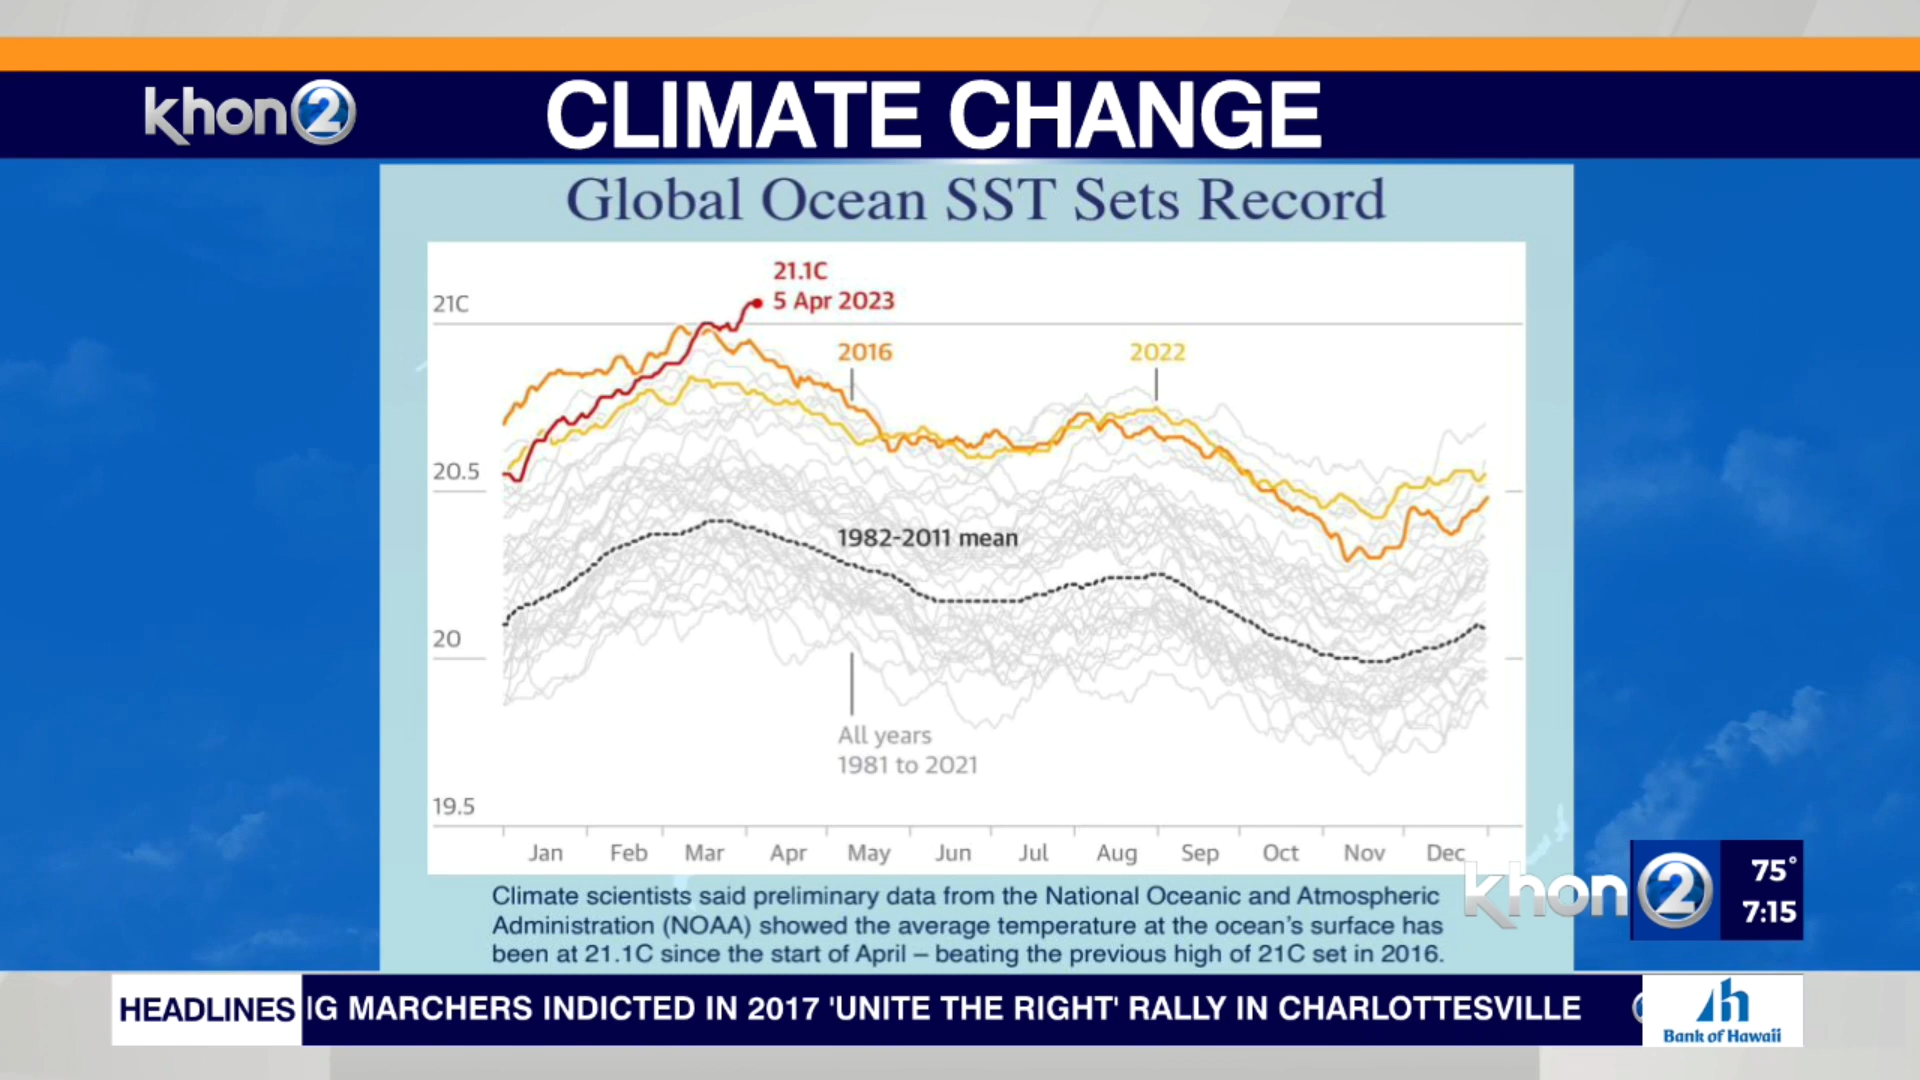 khon2
CLIMATE CHANGE
Global Ocean SST Sets Record
21.1C
5 Apr 2023
21C
2016
2022
20.5
1982-2011 mean
20
All years
1981 to 2021
19.5
Jan Feb Mar Apr May Jun Jul Aug Sep Oct Nov Dec
Climate scientists said preliminary data from the National Oceanic and Atmospheric
Administration (NOAA) showed the average temperature at the ocean's surface has
been at 21.1C since the start of April – beating the previous high of 21C set in 2016.
khon2
75°
7:15
HEADLINES IG MARCHERS INDICTED IN 2017 'UNITE THE RIGHT' RALLY IN CHARLOTTESVILLE
Bank of Hawaii